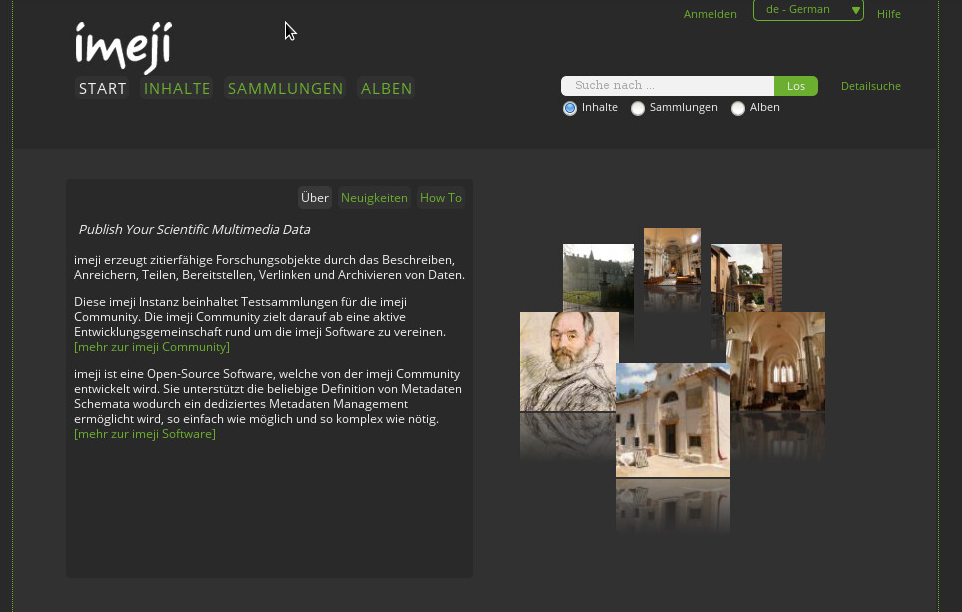 Anmelden
de - German
Hilfe
imeji
START INHALTE SAMMLUNGEN ALBEN
Suche nach ...
Los
Detailsuche
Inhalte Sammlungen Alben
Über Neuigkeiten How To
Publish Your Scientific Multimedia Data
imeji erzeugt zitierfähige Forschungsobjekte durch das Beschreiben,
Anreichern, Teilen, Bereitstellen, Verlinken und Archivieren von Daten.
Diese imeji Instanz beinhaltet Testsammlungen für die imeji
Community. Die imeji Community zielt darauf ab eine aktive
Entwicklungsgemeinschaft rund um die imeji Software zu vereinen.
[mehr zur imeji Community]
imeji ist eine Open-Source Software, welche von der imeji Community
entwickelt wird. Sie unterstützt die beliebige Definition von Metadaten
Schemata wodurch ein dediziertes Metadaten Management
ermöglicht wird, so einfach wie möglich und so komplex wie nötig.
[mehr zur imeji Software]